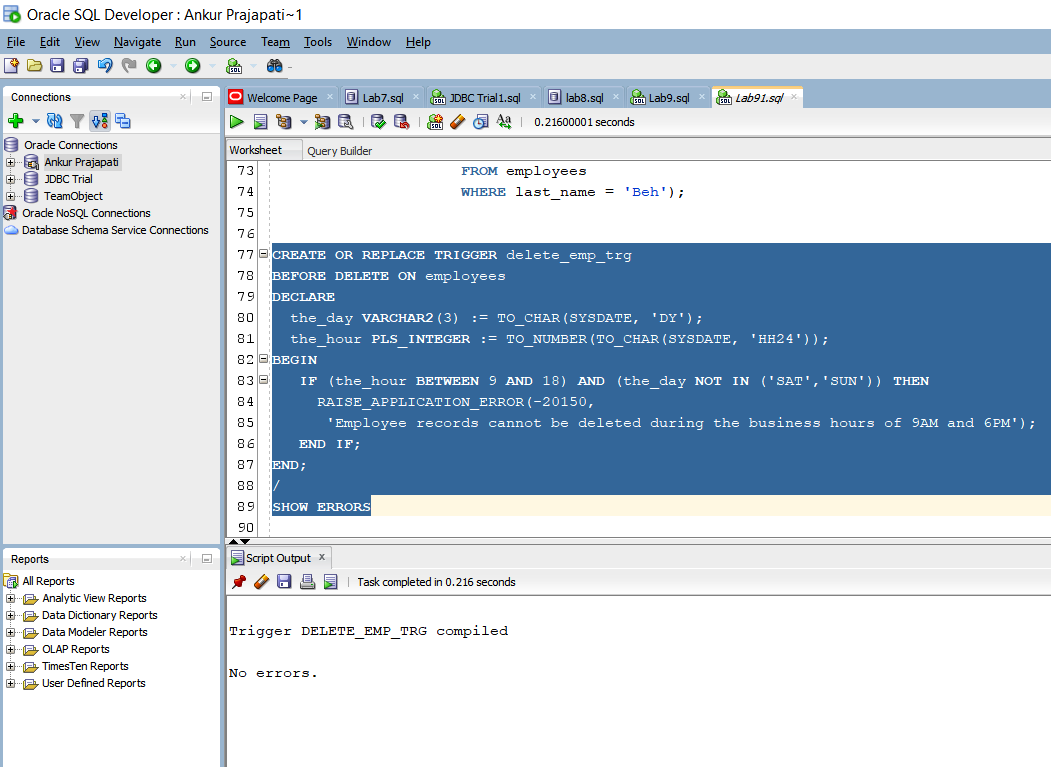 Oracle SQL Developer : Ankur Prajapati~1
File Edit View Navigate Run Source Team Tools Window Help
Connections
Oracle Connections
Ankur Prajapati
JDBC Trial
TeamObject
Oracle NoSQL Connections
Database Schema Service Connections
Welcome Page Lab7.sql JDBC Trial1.sql lab8.sql Lab9.sql Lab91.sql
0.21600001 seconds
Worksheet Query Builder
73 FROM employees
74 WHERE last_name = 'Beh');
75
76
77 CREATE OR REPLACE TRIGGER delete_emp_trg
78 BEFORE DELETE ON employees
79 DECLARE
80 the_day VARCHAR2(3) := TO_CHAR(SYSDATE, 'DY');
81 the_hour PLS_INTEGER := TO_NUMBER(TO_CHAR(SYSDATE, 'HH24'));
82 BEGIN
83 IF (the_hour BETWEEN 9 AND 18) AND (the_day NOT IN ('SAT','SUN')) THEN
84 RAISE_APPLICATION_ERROR(-20150,
85 'Employee records cannot be deleted during the business hours of 9AM and 6PM');
86 END IF;
87 END;
88 /
89 SHOW ERRORS
90
Reports
All Reports
Analytic View Reports
Data Dictionary Reports
Data Modeler Reports
OLAP Reports
TimesTen Reports
User Defined Reports
Script Output
Task completed in 0.216 seconds
Trigger DELETE_EMP_TRG compiled
No errors.